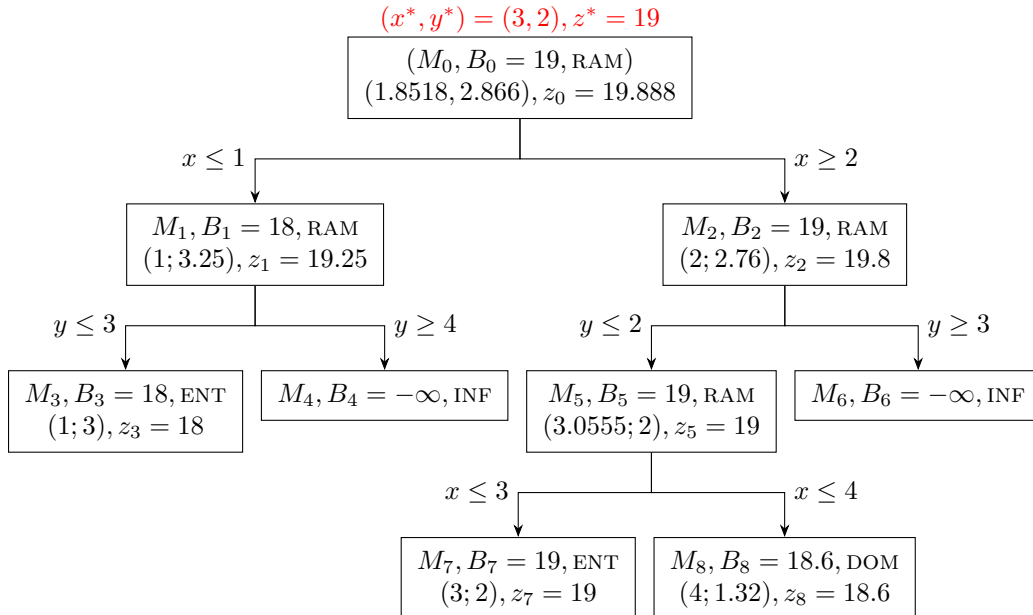 (x*, y*) = (3, 2), z* = 19
(M₀, B₀ = 19, RAM)
(1.8518, 2.866), z₀ = 19.888
x ≤ 1
x ≥ 2
M₁, B₁ = 18, RAM
(1; 3.25), z₁ = 19.25
M₂, B₂ = 19, RAM
(2; 2.76), z₂ = 19.8
y ≤ 3
y ≥ 4
y ≤ 2
y ≥ 3
M₃, B₃ = 18, ENT
(1; 3), z₃ = 18
M₄, B₄ = −∞, INF
M₅, B₅ = 19, RAM
(3.0555; 2), z₅ = 19
M₆, B₆ = −∞, INF
x ≤ 3
x ≤ 4
M₇, B₇ = 19, ENT
(3; 2), z₇ = 19
M₈, B₈ = 18.6, DOM
(4; 1.32), z₈ = 18.6